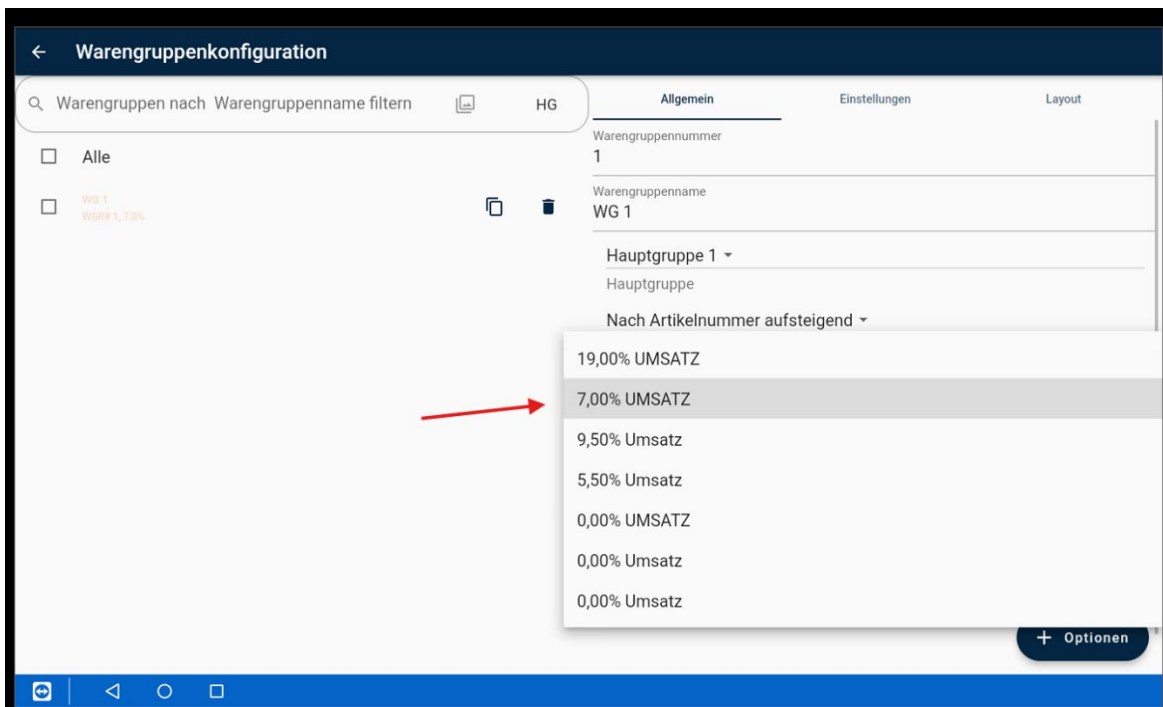 Warengruppenkonfiguration
Warengruppen nach Warengruppenname filtern
HG
Alle
WG 1
WGR# 1, 7.0%
Allgemein
Einstellungen
Layout
Warengruppennummer
1
Warengruppenname
WG 1
Hauptgruppe 1
Hauptgruppe
Nach Artikelnummer aufsteigend
19,00% UMSATZ
7,00% UMSATZ
9,50% Umsatz
5,50% Umsatz
0,00% UMSATZ
0,00% Umsatz
0,00% Umsatz
+ Optionen